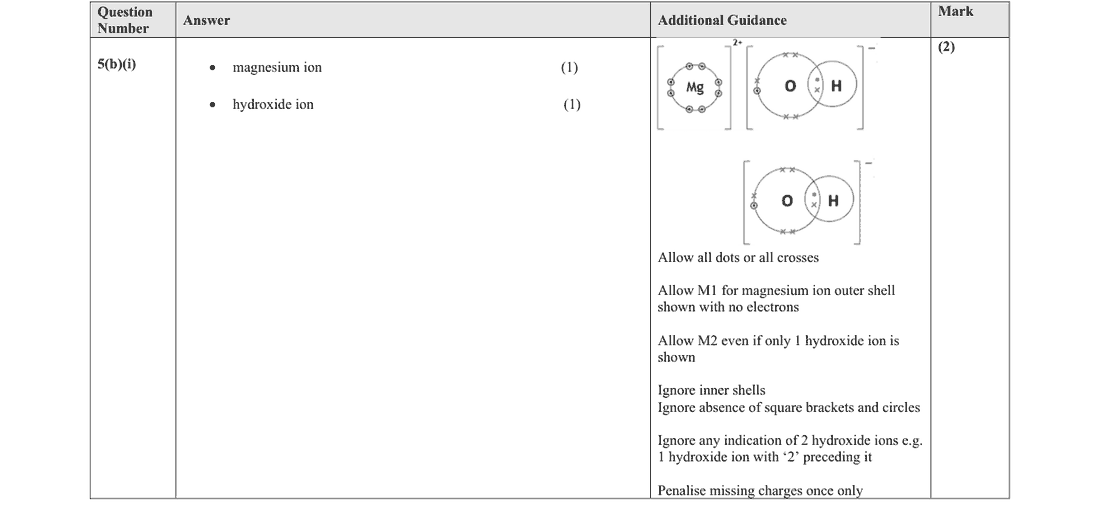 Question Number
Answer
Additional Guidance
Mark
5(b)(i)
• magnesium ion (1)
• hydroxide ion (1)
(2)
Mg 2+
O H −
O H −
Allow all dots or all crosses
Allow M1 for magnesium ion outer shell
shown with no electrons
Allow M2 even if only 1 hydroxide ion is
shown
Ignore inner shells
Ignore absence of square brackets and circles
Ignore any indication of 2 hydroxide ions e.g.
1 hydroxide ion with ‘2’ preceding it
Penalise missing charges once only